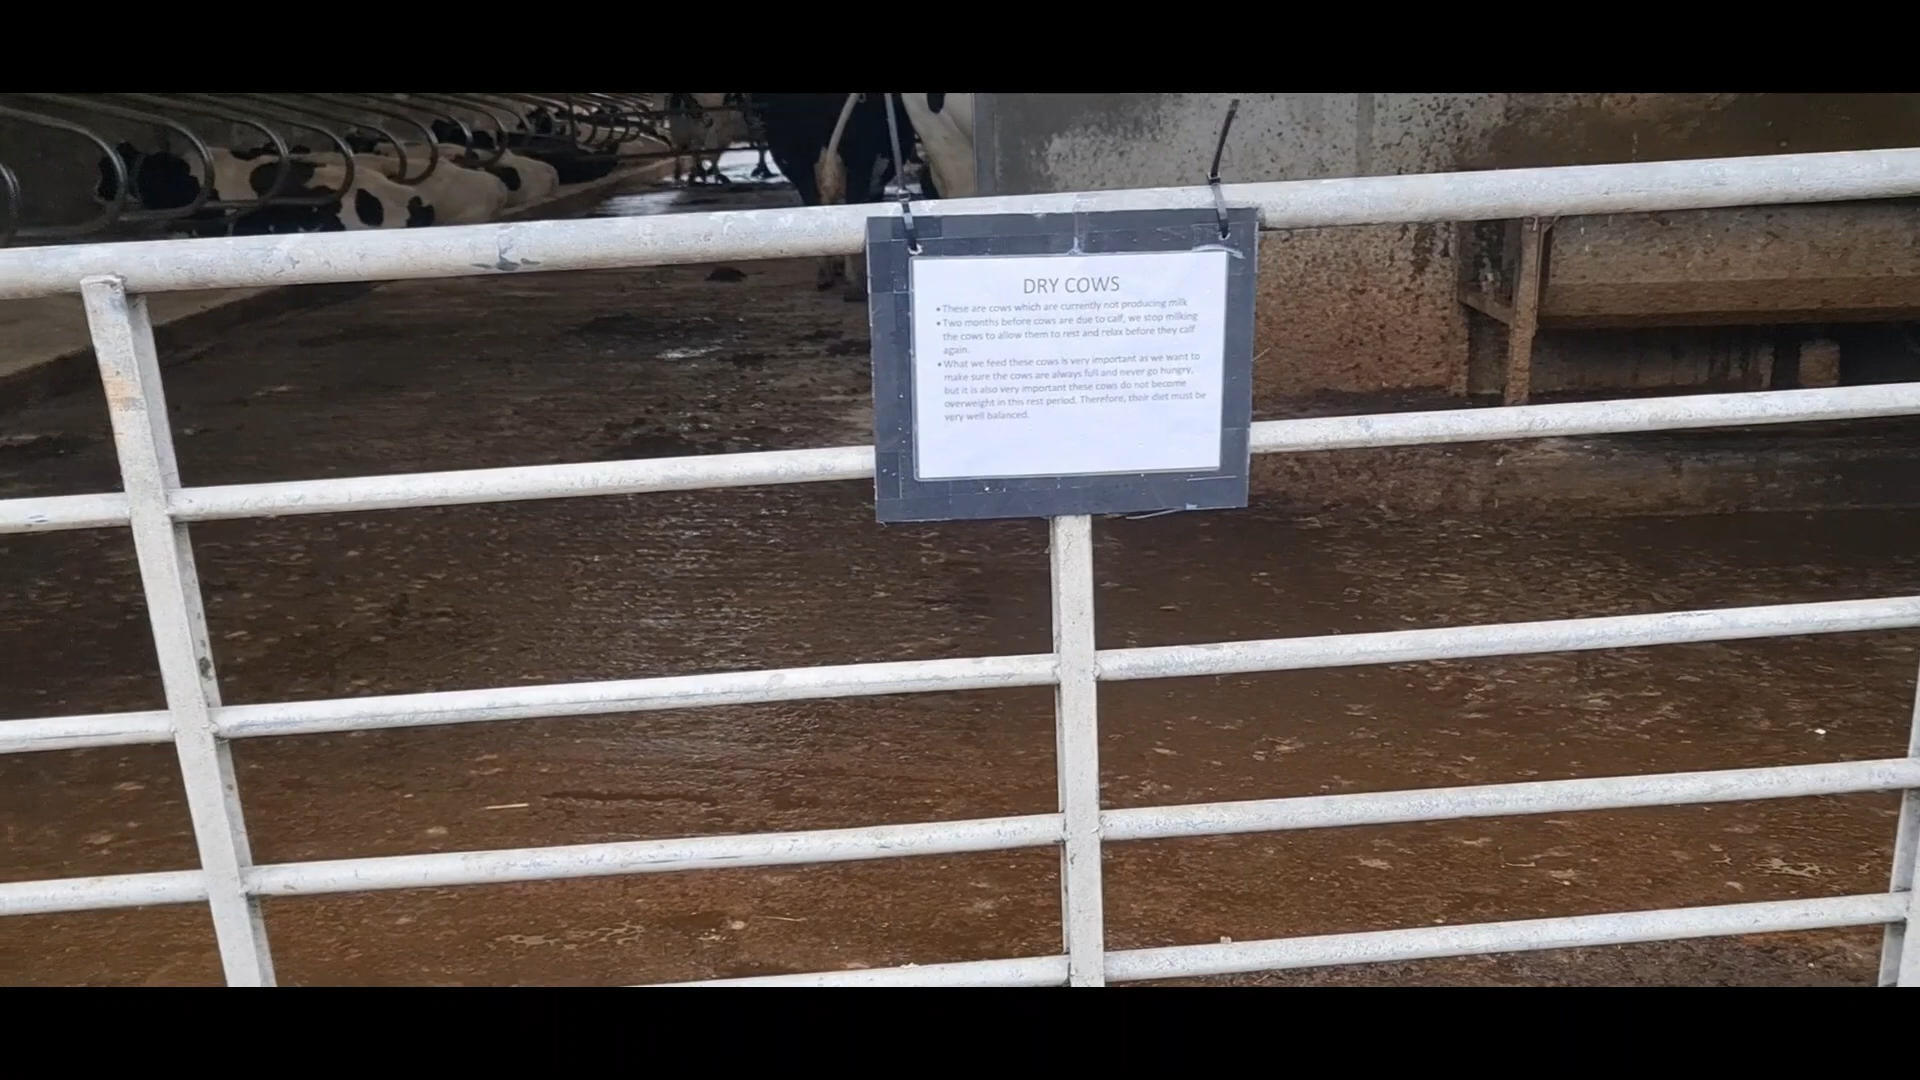 DRY COWS
• These are cows which are currently not producing milk
• Two months before cows are due to calf, we stop milking
the cows to allow them to rest and relax before they calf
again.
• What we feed these cows is very important as we want to
make sure the cows are always full and never go hungry,
but it is also very important these cows do not become
overweight in this rest period. Therefore, their diet must be
very well balanced.